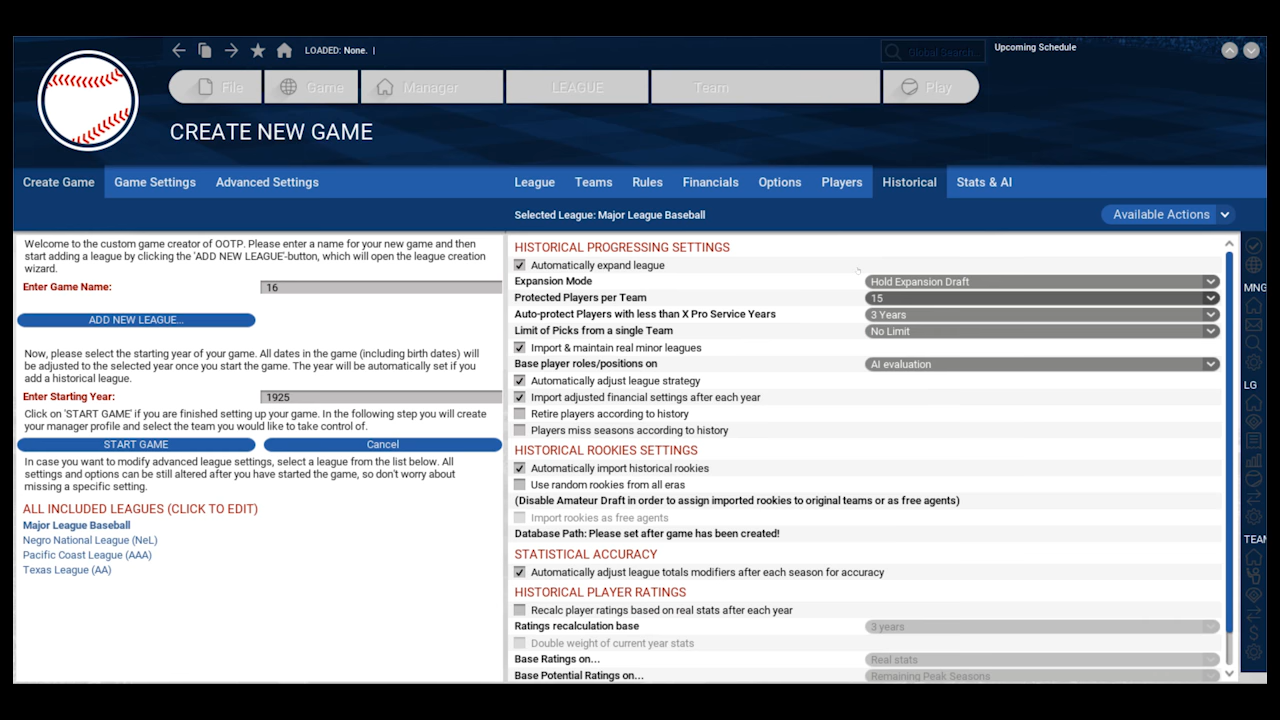 LOADED: None.
Global Search...
Upcoming Schedule
File
Game
Manager
LEAGUE
Team
Play
CREATE NEW GAME
Create Game
Game Settings
Advanced Settings
League
Teams
Rules
Financials
Options
Players
Historical
Stats & AI
Selected League: Major League Baseball
Available Actions
Welcome to the custom game creator of OOTP. Please enter a name for your new game and then
start adding a league by clicking the 'ADD NEW LEAGUE'-button, which will open the league creation
wizard.
Enter Game Name:
16
ADD NEW LEAGUE...
Now, please select the starting year of your game. All dates in the game (including birth dates) will
be adjusted to the selected year once you start the game. The year will be automatically set if you
add a historical league.
Enter Starting Year:
1925
Click on 'START GAME' if you are finished setting up your game. In the following step you will create
your manager profile and select the team you would like to take control of.
START GAME
Cancel
In case you want to modify advanced league settings, select a league from the list below. All
settings and options can be still altered after you have started the game, so don't worry about
missing a specific setting.
ALL INCLUDED LEAGUES (CLICK TO EDIT)
Major League Baseball
Negro National League (NeL)
Pacific Coast League (AAA)
Texas League (AA)
HISTORICAL PROGRESSING SETTINGS
Automatically expand league
Expansion Mode
Hold Expansion Draft
Protected Players per Team
15
Auto-protect Players with less than X Pro Service Years
3 Years
Limit of Picks from a single Team
No Limit
Import & maintain real minor leagues
Base player roles/positions on
AI evaluation
Automatically adjust league strategy
Import adjusted financial settings after each year
Retire players according to history
Players miss seasons according to history
HISTORICAL ROOKIES SETTINGS
Automatically import historical rookies
Use random rookies from all eras
(Disable Amateur Draft in order to assign imported rookies to original teams or as free agents)
Import rookies as free agents
Database Path: Please set after game has been created!
STATISTICAL ACCURACY
Automatically adjust league totals modifiers after each season for accuracy
HISTORICAL PLAYER RATINGS
Recalc player ratings based on real stats after each year
Ratings recalculation base
3 years
Double weight of current year stats
Base Ratings on...
Real stats
Base Potential Ratings on...
Remaining Peak Seasons
MNG
LG
TEAM